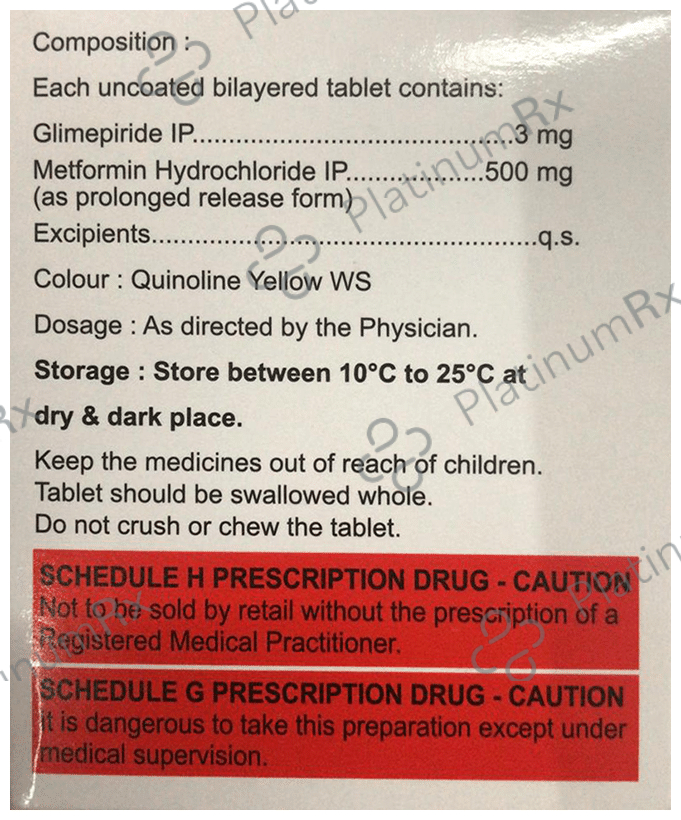 Composition :
Each uncoated bilayered tablet contains:
Glimepiride IP............................................3 mg
Metformin Hydrochloride IP...................500 mg
(as prolonged release form)
Excipients.....................................................q.s.
Colour : Quinoline Yellow WS
Dosage : As directed by the Physician.
Storage : Store between 10°C to 25°C at
dry & dark place.
Keep the medicines out of reach of children.
Tablet should be swallowed whole.
Do not crush or chew the tablet.
SCHEDULE H PRESCRIPTION DRUG - CAUTION
Not to be sold by retail without the prescription of a
Registered Medical Practitioner.
SCHEDULE G PRESCRIPTION DRUG - CAUTION
It is dangerous to take this preparation except under
medical supervision.
PlatinumRx
PlatinumRx